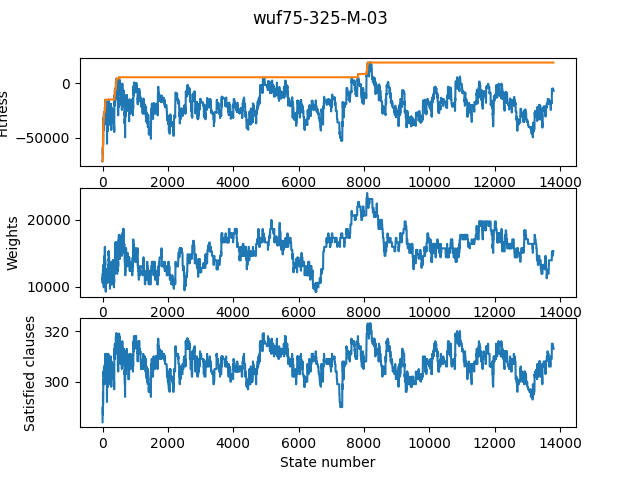 wuf75-325-M-03
Fitness
0
−50000
0 2000 4000 6000 8000 10000 12000 14000
Weights
20000
10000
0 2000 4000 6000 8000 10000 12000 14000
Satisfied clauses
320
300
0 2000 4000 6000 8000 10000 12000 14000
State number